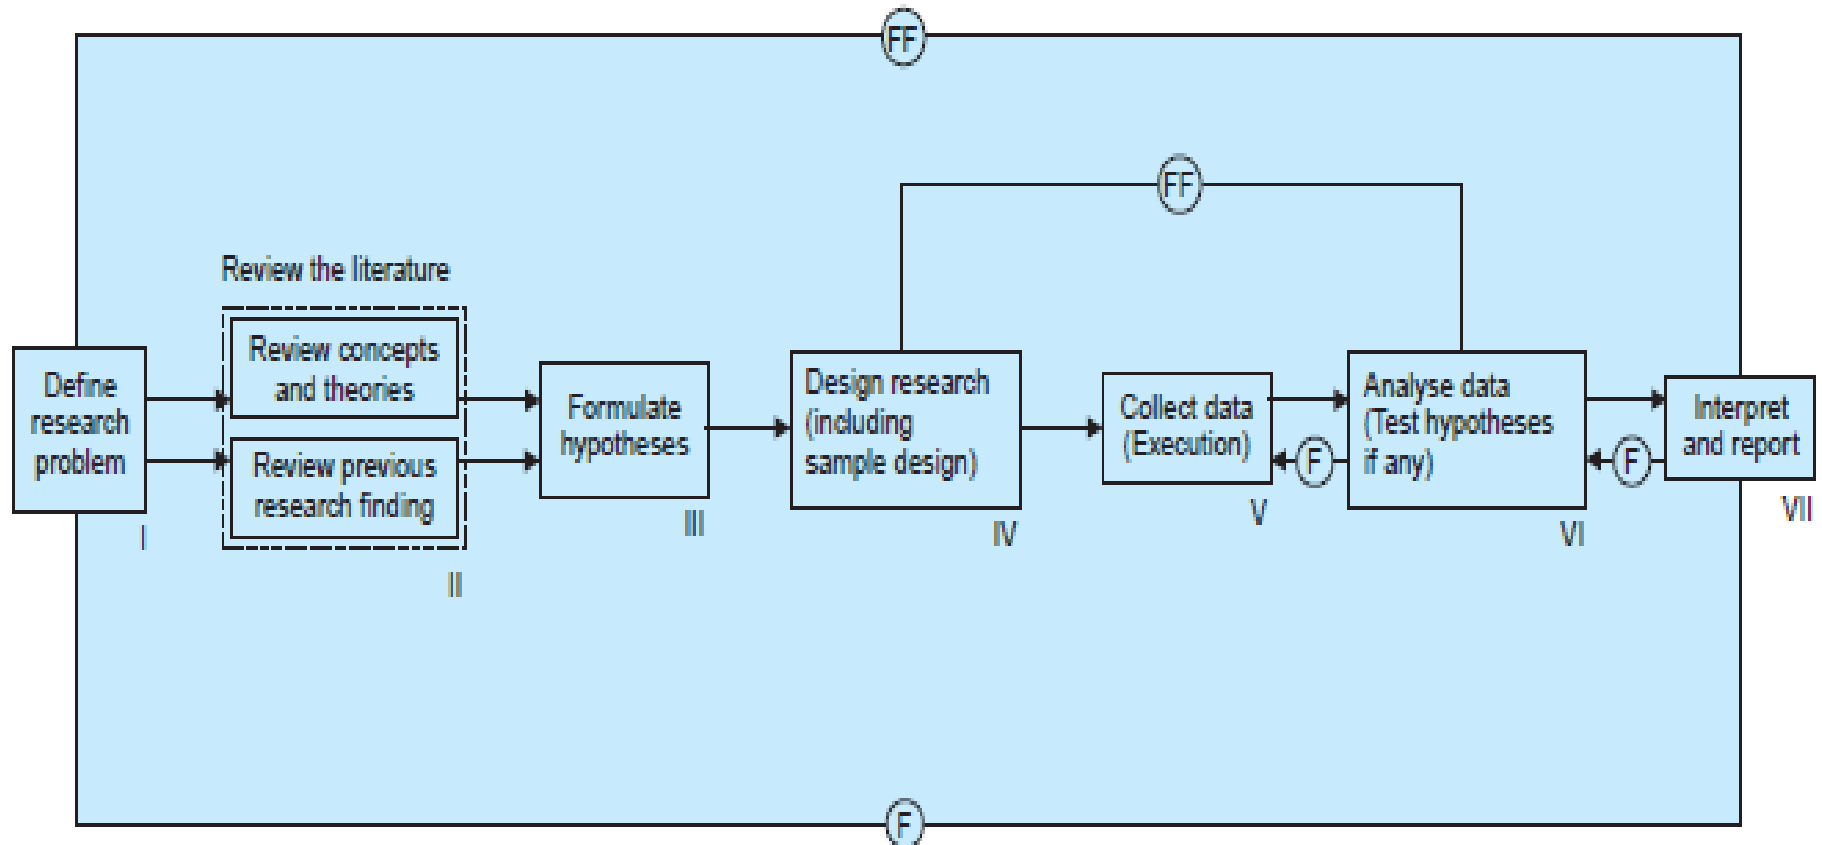 FF
FF
Review the literature
Define
research
problem
I
Review concepts
and theories
Review previous
research finding
II
Formulate
hypotheses
III
Design research
(including
sample design)
IV
Collect data
(Execution)
V
F
Analyse data
(Test hypotheses
if any)
VI
F
Interpret
and report
VII
F